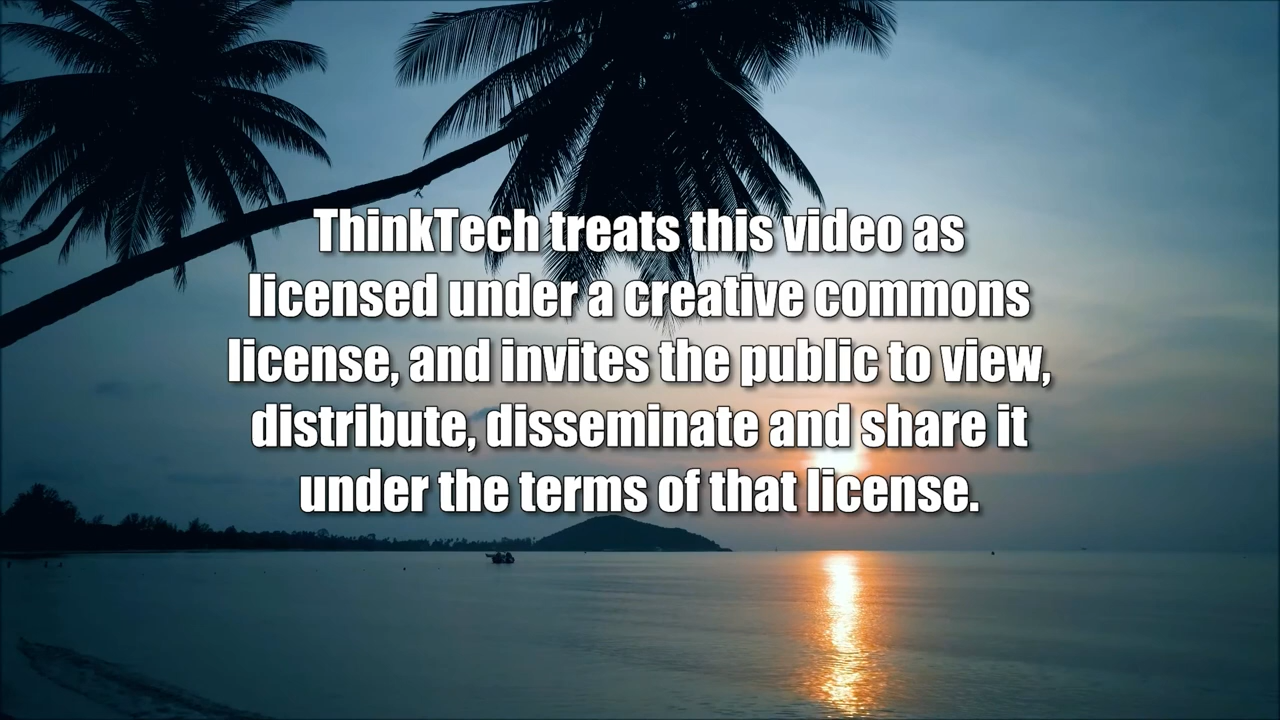 ThinkTech treats this video as
licensed under a creative commons
license, and invites the public to view,
distribute, disseminate and share it
under the terms of that license.